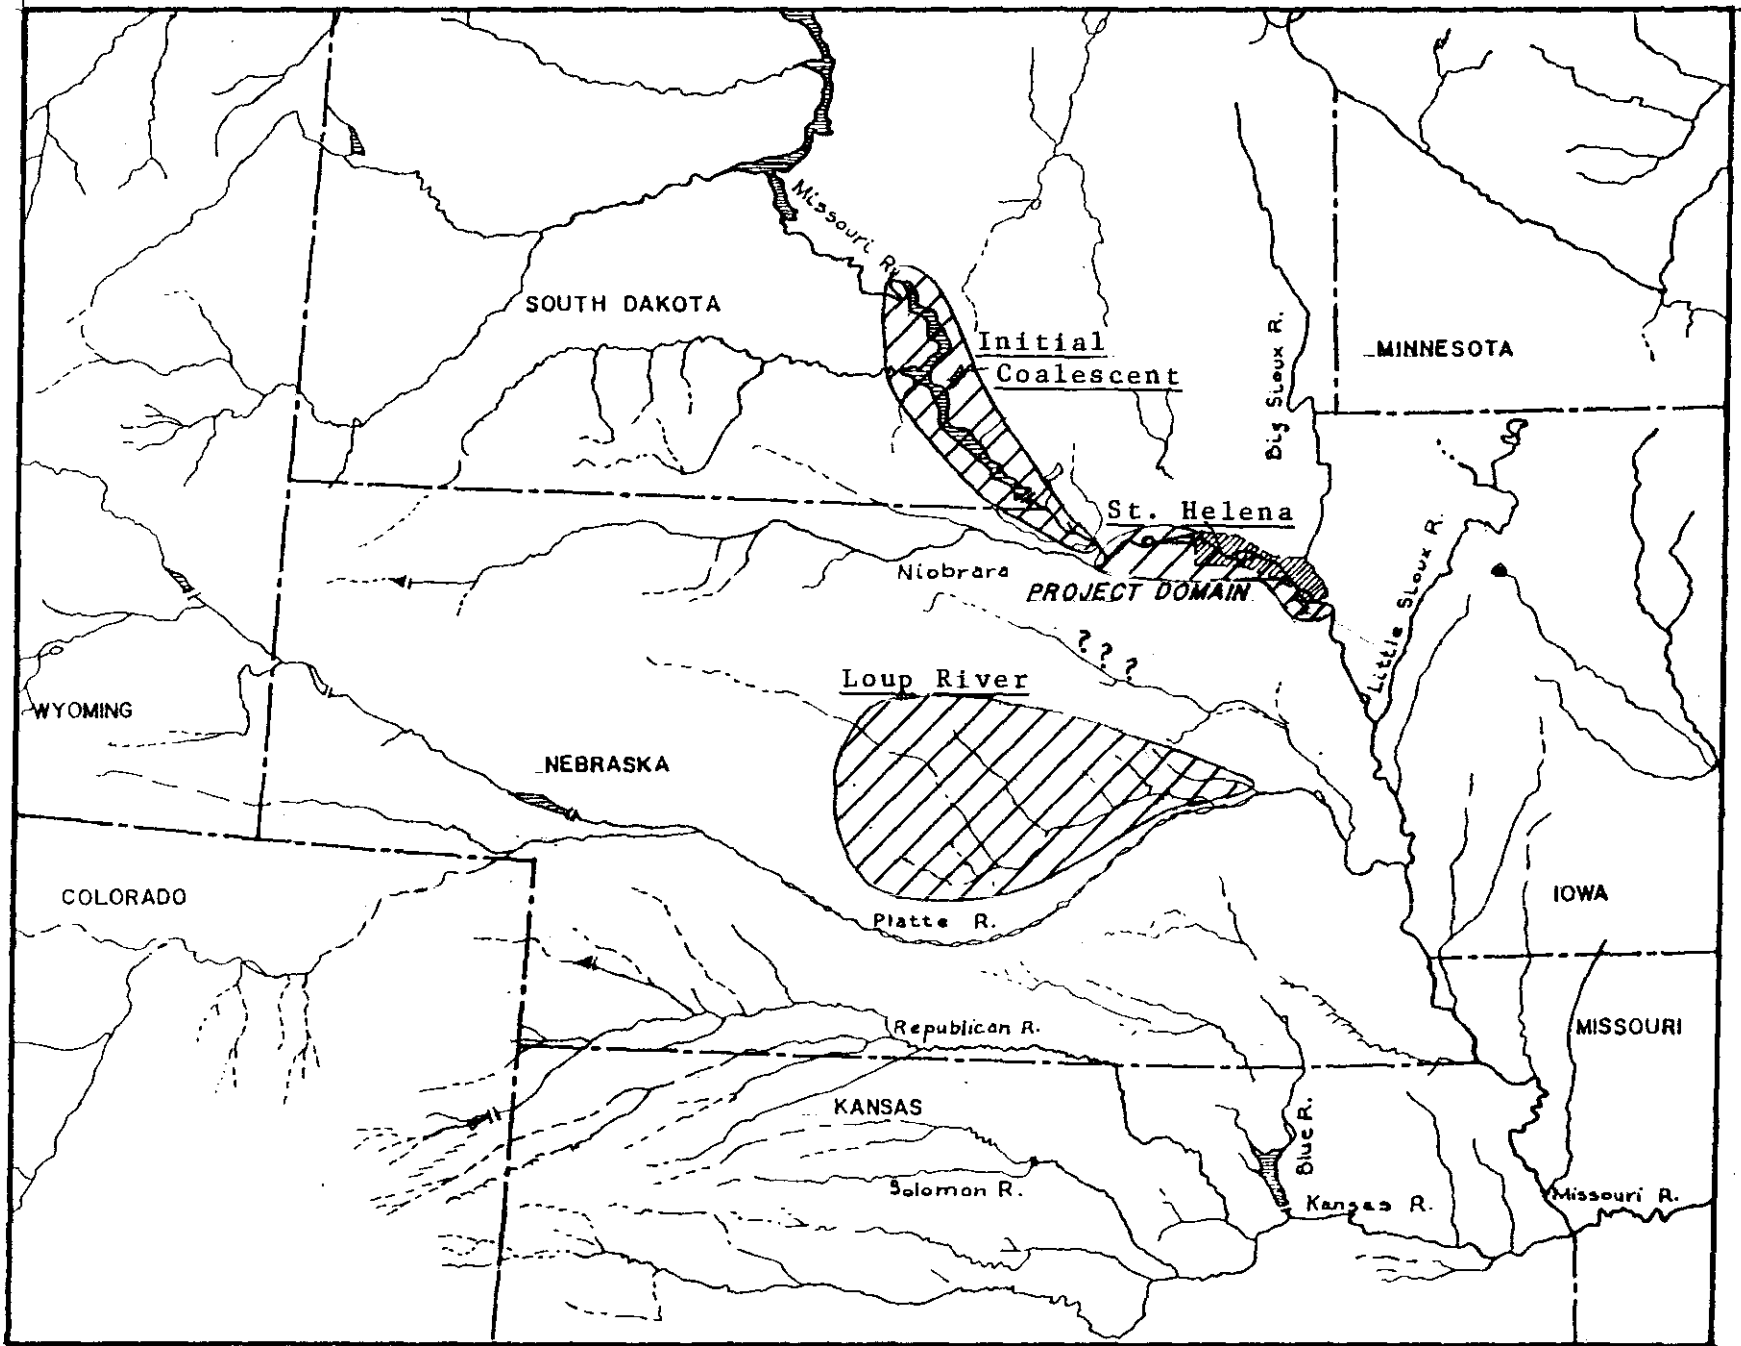 Missouri R.
SOUTH DAKOTA
Initial
Coalescent
Big Sioux R.
MINNESOTA
St. Helena
Niobrara
PROJECT DOMAIN
Little Sioux R.
? ? ?
Loup River
WYOMING
NEBRASKA
COLORADO
Platte R.
IOWA
Republican R.
MISSOURI
KANSAS
Blue R.
Solomon R.
Kansas R.
Missouri R.